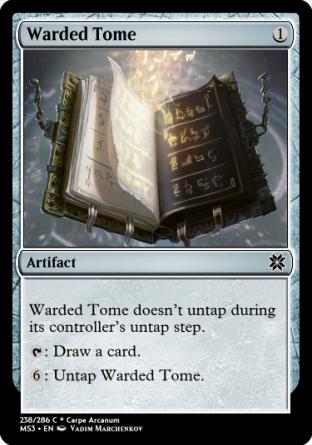 Warded Tome 1
Artifact
Warded Tome doesn't untap during
its controller's untap step.
: Draw a card.
6: Untap Warded Tome.
238/286 C * Carpe Arcanum
MS3 • EN Vadim Marchenkov